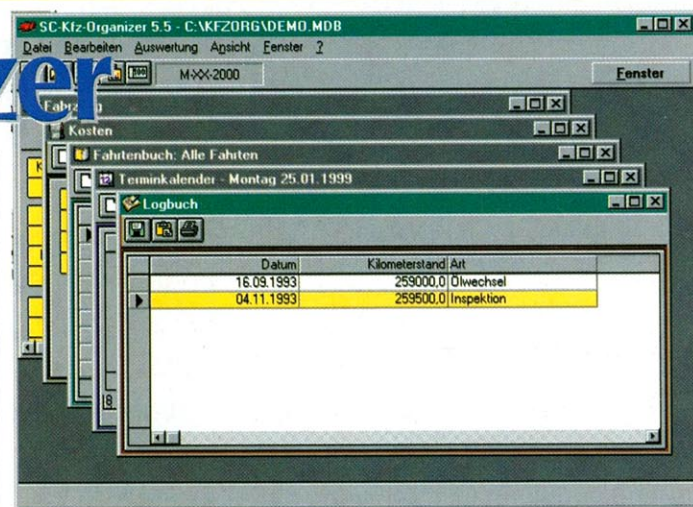 SC-Kfz-Organizer 5.5 - C:\KFZORG\DEMO.MDB
Datei Bearbeiten Auswertung Ansicht Fenster ?
zer
M-XX-2000
Fenster
Kosten
Fahrtenbuch: Alle Fahrten
Terminkalender - Montag 25.01.1999
Logbuch
Datum Kilometerstand Art
16.09.1993 259000,0 Ölwechsel
04.11.1993 259500,0 Inspektion
8